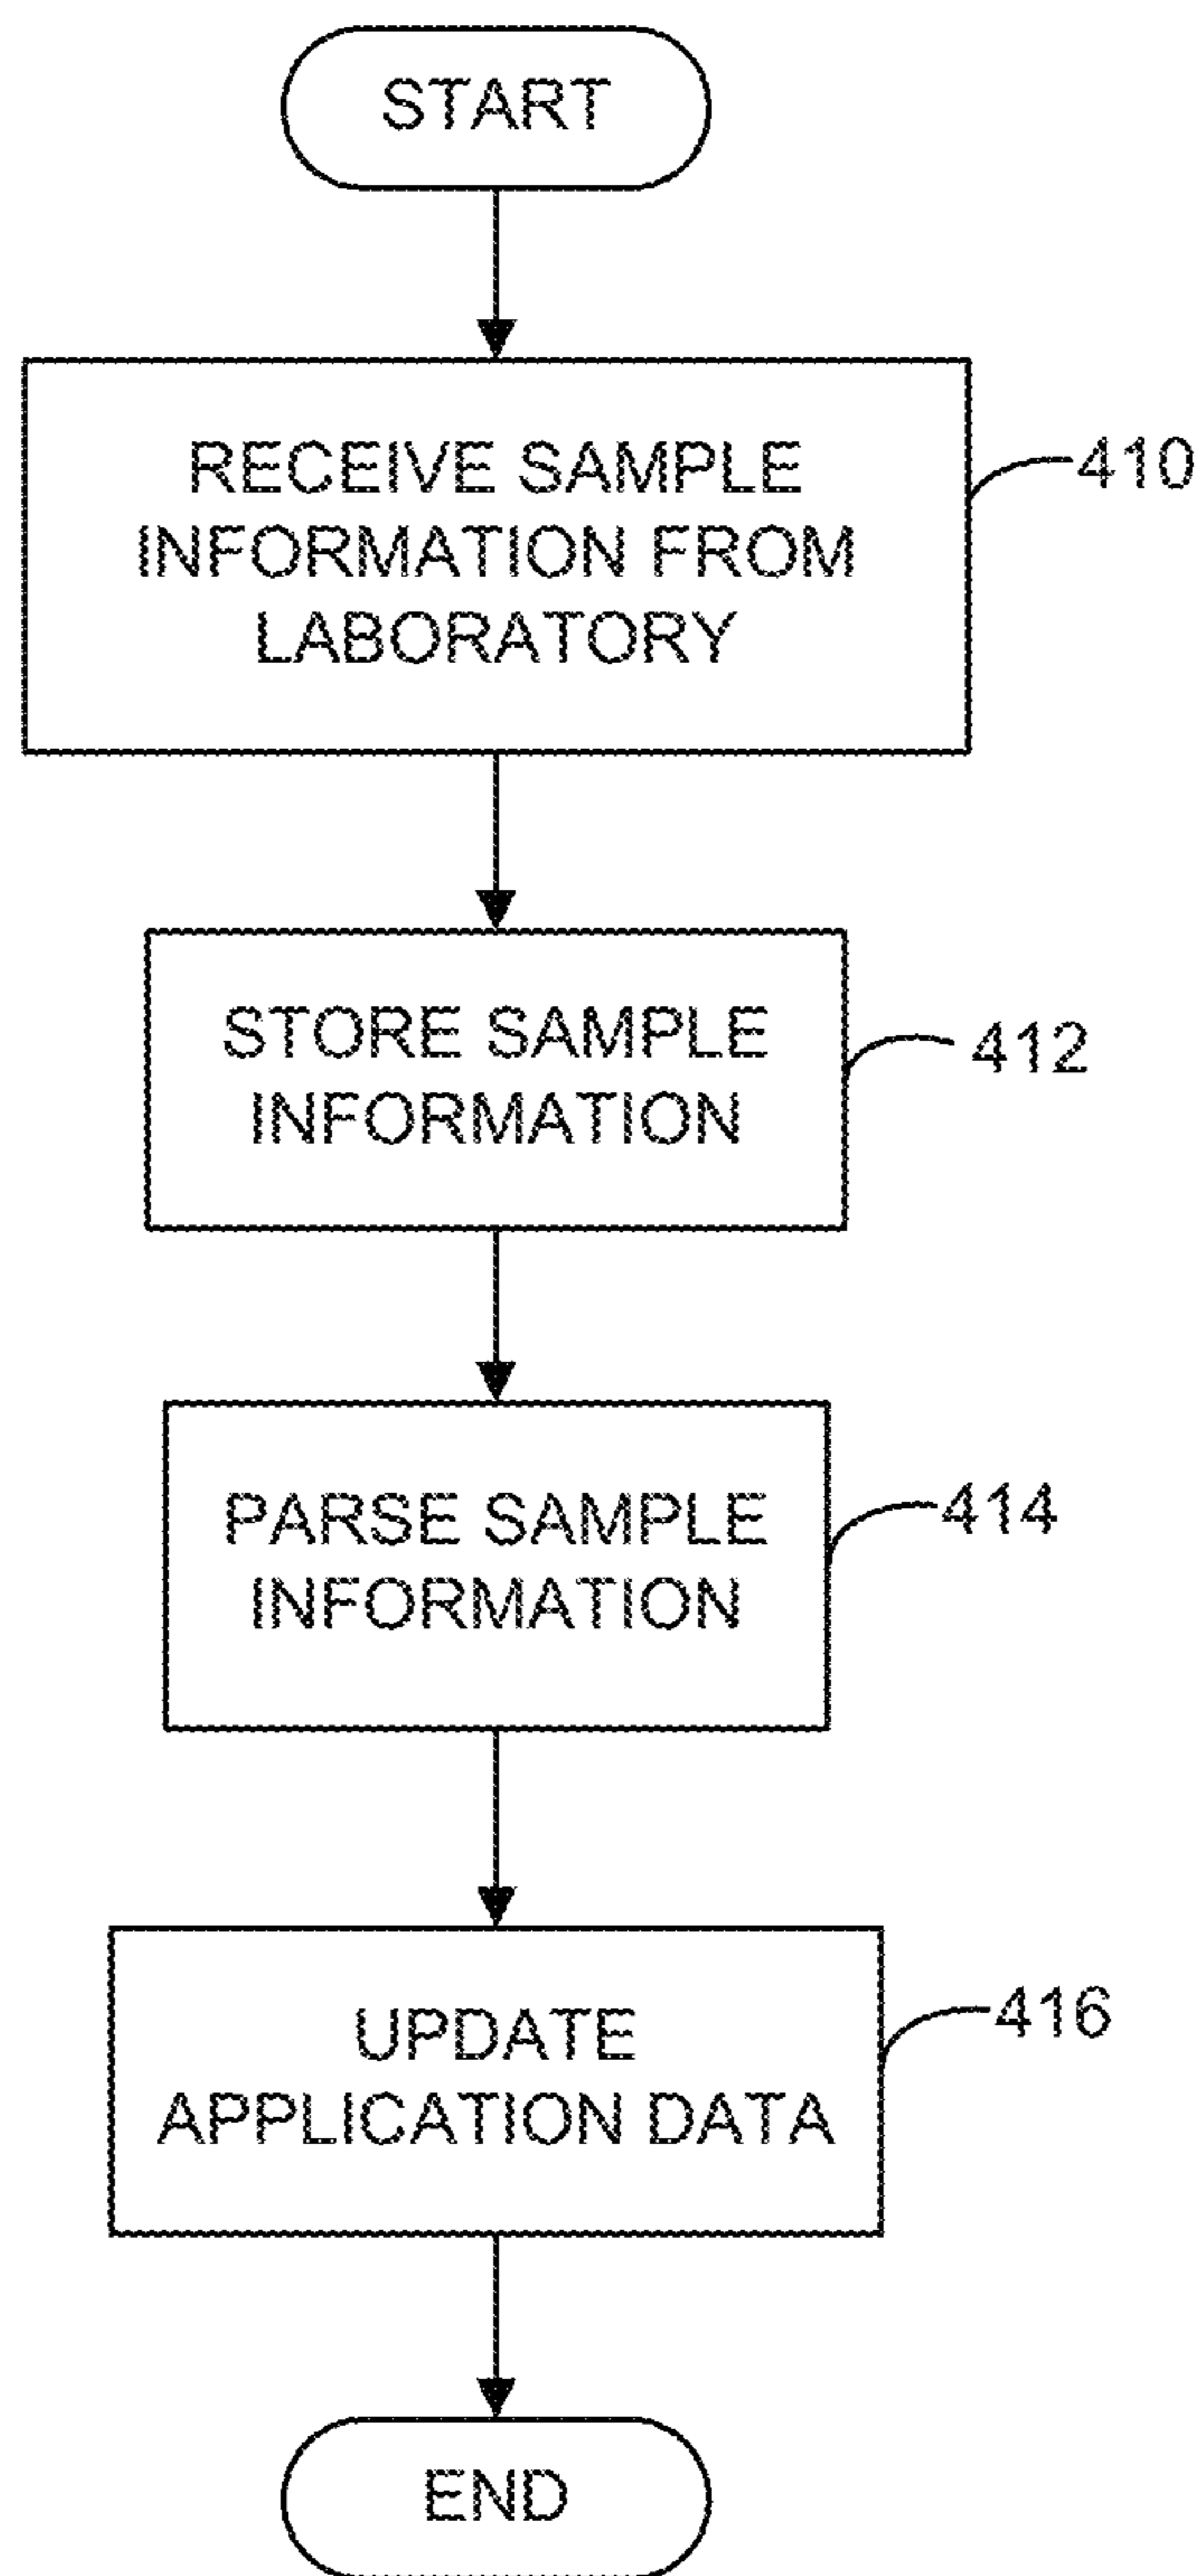 START
RECEIVE SAMPLE
INFORMATION FROM
LABORATORY
410
STORE SAMPLE
INFORMATION
412
PARSE SAMPLE
INFORMATION
414
UPDATE
APPLICATION DATA
416
END